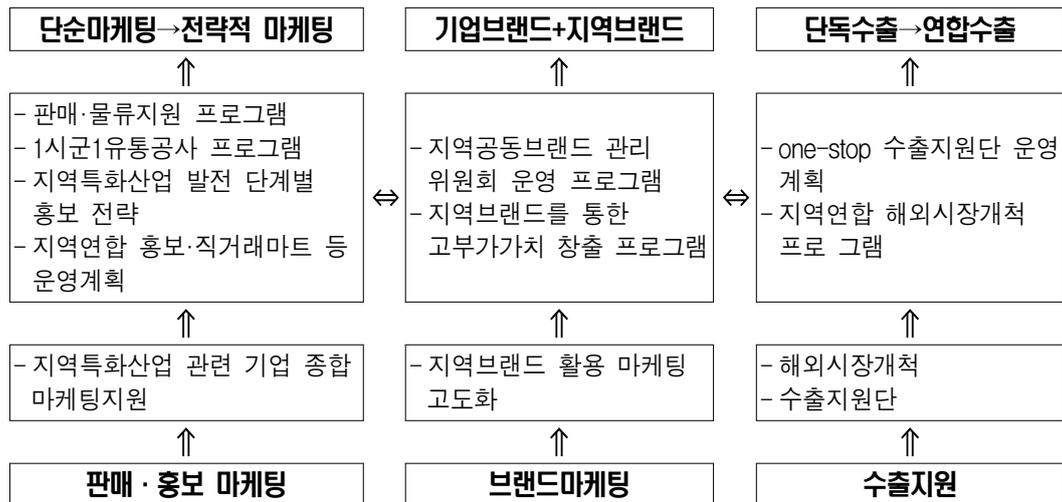 단순마케팅→전략적 마케팅
기업브랜드+지역브랜드
단독수출→연합수출
⇑
⇑
⇑
- 판매·물류지원 프로그램
- 1시군1유통공사 프로그램
- 지역특화산업 발전 단계별
홍보 전략
- 지역연합 홍보·직거래마트 등
운영계획
⇔
- 지역공동브랜드 관리
위원회 운영 프로그램
- 지역브랜드를 통한
고부가가치 창출 프로그램
⇔
- one-stop 수출지원단 운영
계획
- 지역연합 해외시장개척
프로 그램
⇑
⇑
⇑
- 지역특화산업 관련 기업 종합
마케팅지원
- 지역브랜드 활용 마케팅
고도화
- 해외시장개척
- 수출지원단
⇑
⇑
⇑
판매 · 홍보 마케팅
브랜드마케팅
수출지원